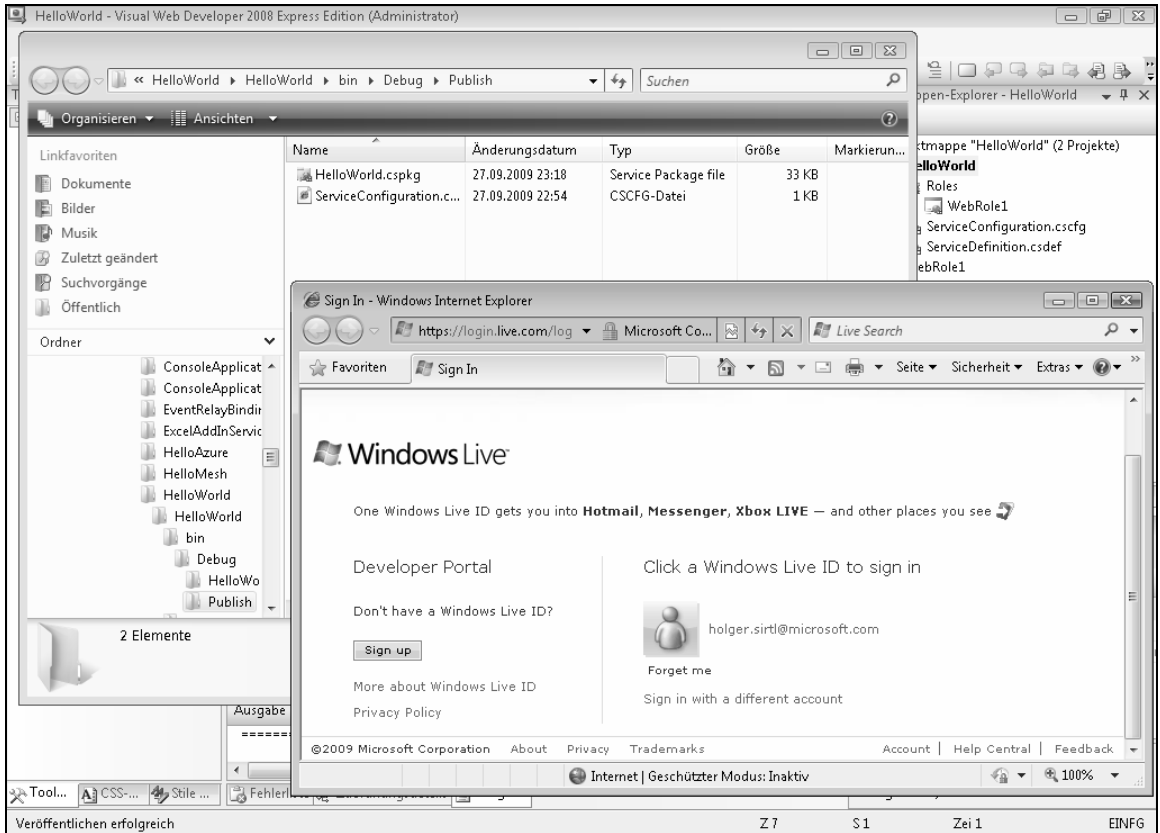 HelloWorld - Visual Web Developer 2008 Express Edition (Administrator)
« HelloWorld ▸ HelloWorld ▸ bin ▸ Debug ▸ Publish
Suchen
Organisieren
Ansichten
Linkfavoriten
Dokumente
Bilder
Musik
Zuletzt geändert
Suchvorgänge
Öffentlich
Ordner
ConsoleApplicat
ConsoleApplicat
EventRelayBindin
ExcelAddInServic
HelloAzure
HelloMesh
HelloWorld
HelloWorld
bin
Debug
HelloWo
Publish
2 Elemente
Name Änderungsdatum Typ Größe Markierun...
HelloWorld.cspkg 27.09.2009 23:18 Service Package file 33 KB
ServiceConfiguration.c... 27.09.2009 22:54 CSCFG-Datei 1 KB
ppen-Explorer - HelloWorld
ktmappe "HelloWorld" (2 Projekte)
elloWorld
Roles
WebRole1
ServiceConfiguration.cscfg
ServiceDefinition.csdef
ebRole1
Sign In - Windows Internet Explorer
https://login.live.com/log
Microsoft Co...
Live Search
Favoriten
Sign In
Seite
Sicherheit
Extras
Windows Live
One Windows Live ID gets you into Hotmail, Messenger, Xbox LIVE — and other places you see
Developer Portal
Don't have a Windows Live ID?
Sign up
More about Windows Live ID
Privacy Policy
Click a Windows Live ID to sign in
holger.sirtl@microsoft.com
Forget me
Sign in with a different account
©2009 Microsoft Corporation About Privacy Trademarks
Account | Help Central | Feedback
Internet | Geschützter Modus: Inaktiv
100%
Ausgabe
======
Tool...
CSS-...
Stile ...
Fehlerli
Veröffentlichen erfolgreich
Z 7 S 1 Zei 1 EINFG